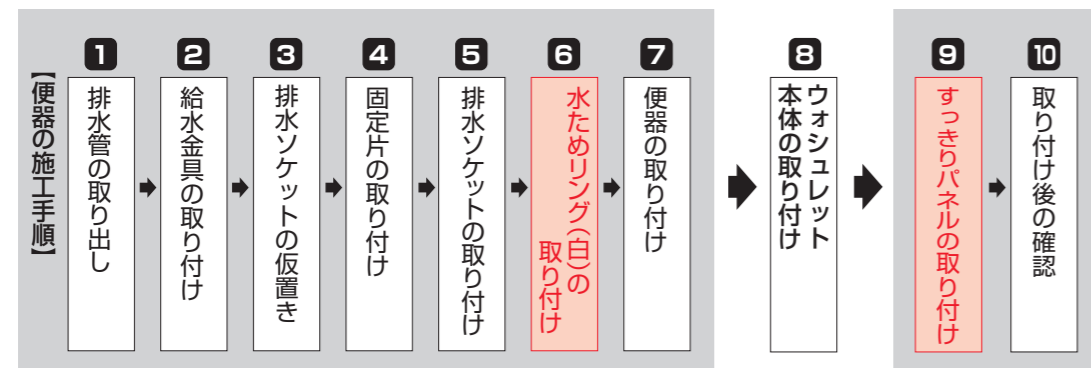 【便器の施工手順】
1
排水管の取り出し
2
給水金具の取り付け
3
排水ソケットの仮置き
4
固定片の取り付け
5
排水ソケットの取り付け
6
水ためリング(白)の
取り付け
7
便器の取り付け
8
ウォシュレット
本体の取り付け
9
すっきりパネルの取り付け
10
取り付け後の確認